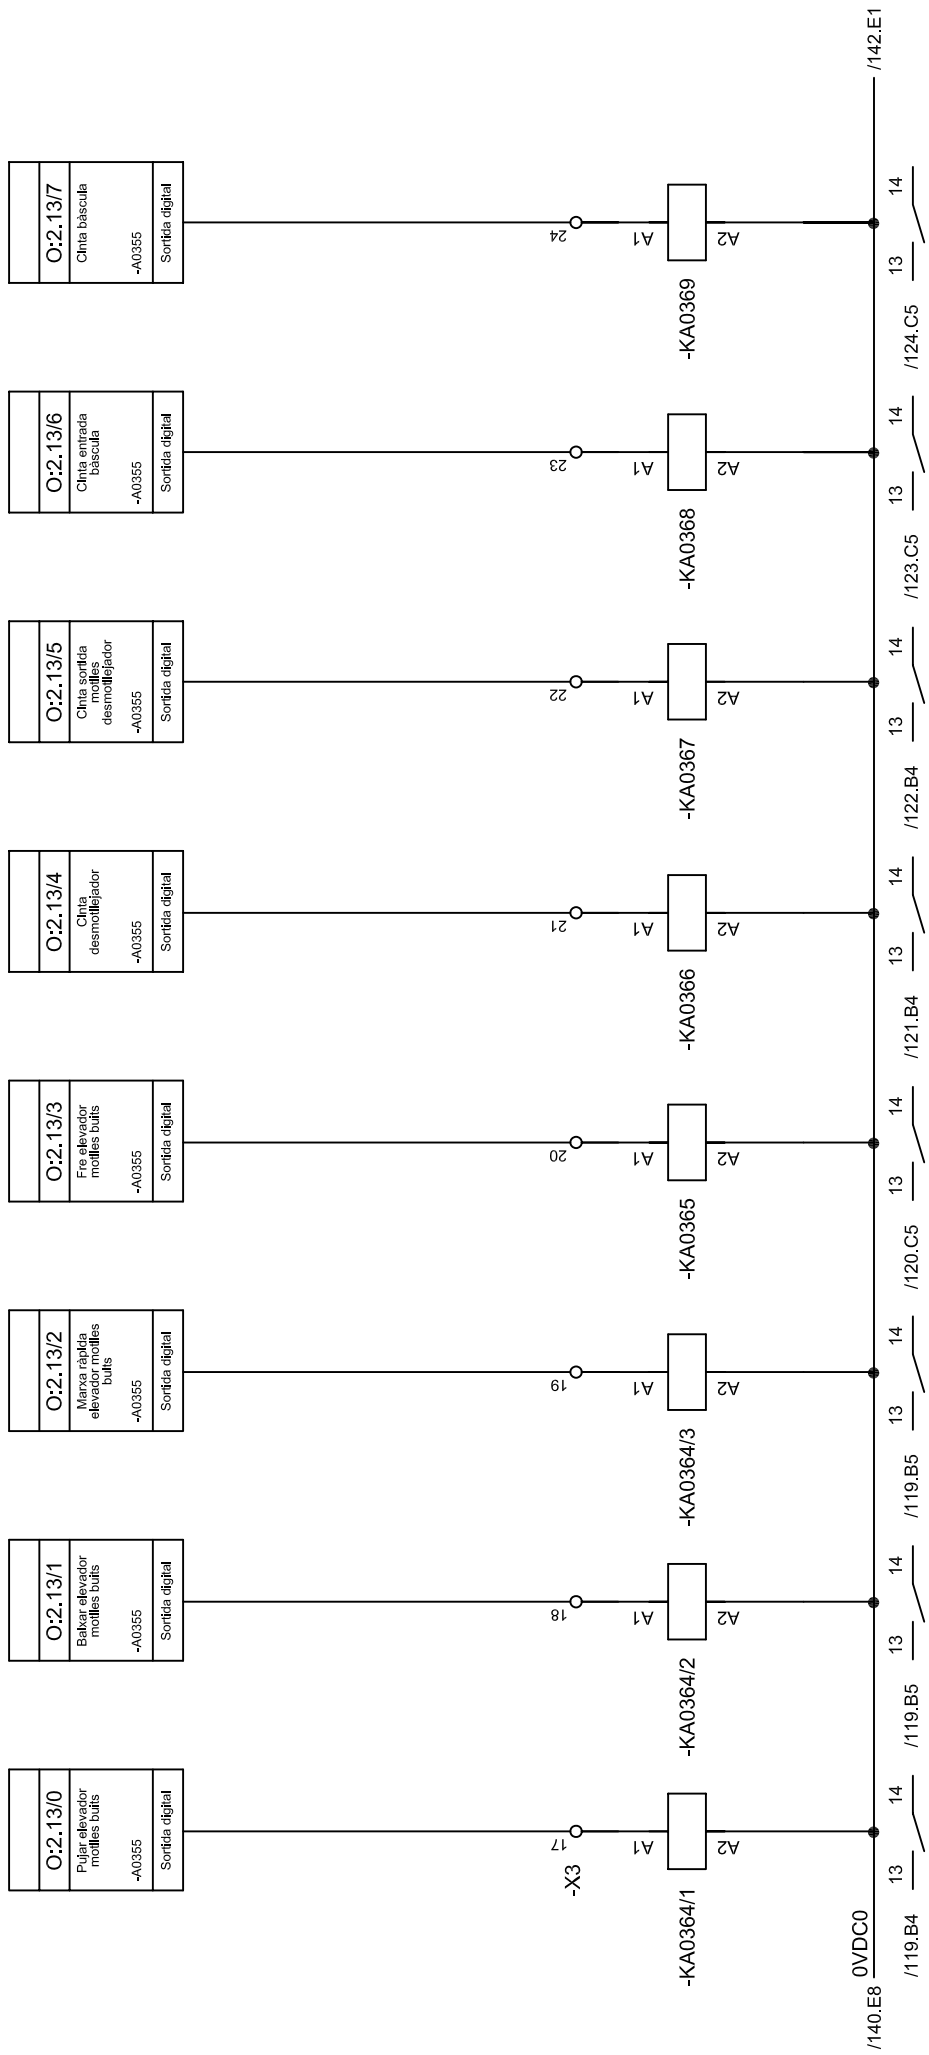 O:2.13/0
Pujar elevador
motlles buits
-A0355
Sortida digital
O:2.13/1
Baixar elevador
motlles buits
-A0355
Sortida digital
O:2.13/2
Marxa ràpida
elevador motlles
buits
-A0355
Sortida digital
O:2.13/3
Fre elevador
motlles buits
-A0355
Sortida digital
O:2.13/4
Cinta
desmotllejador
-A0355
Sortida digital
O:2.13/5
Cinta sortida
motlles
desmotllejador
-A0355
Sortida digital
O:2.13/6
Cinta entrada
bàscula
-A0355
Sortida digital
O:2.13/7
Cinta bàscula
-A0355
Sortida digital
-X3
17
18
19
20
21
22
23
24
-KA0364/1
A1
A2
-KA0364/2
A1
A2
-KA0364/3
A1
A2
-KA0365
A1
A2
-KA0366
A1
A2
-KA0367
A1
A2
-KA0368
A1
A2
-KA0369
A1
A2
/140.E8
0VDC0
/142.E1
/119.B4
13
14
/119.B5
13
14
/119.B5
13
14
/120.C5
13
14
/121.B4
13
14
/122.B4
13
14
/123.C5
13
14
/124.C5
13
14